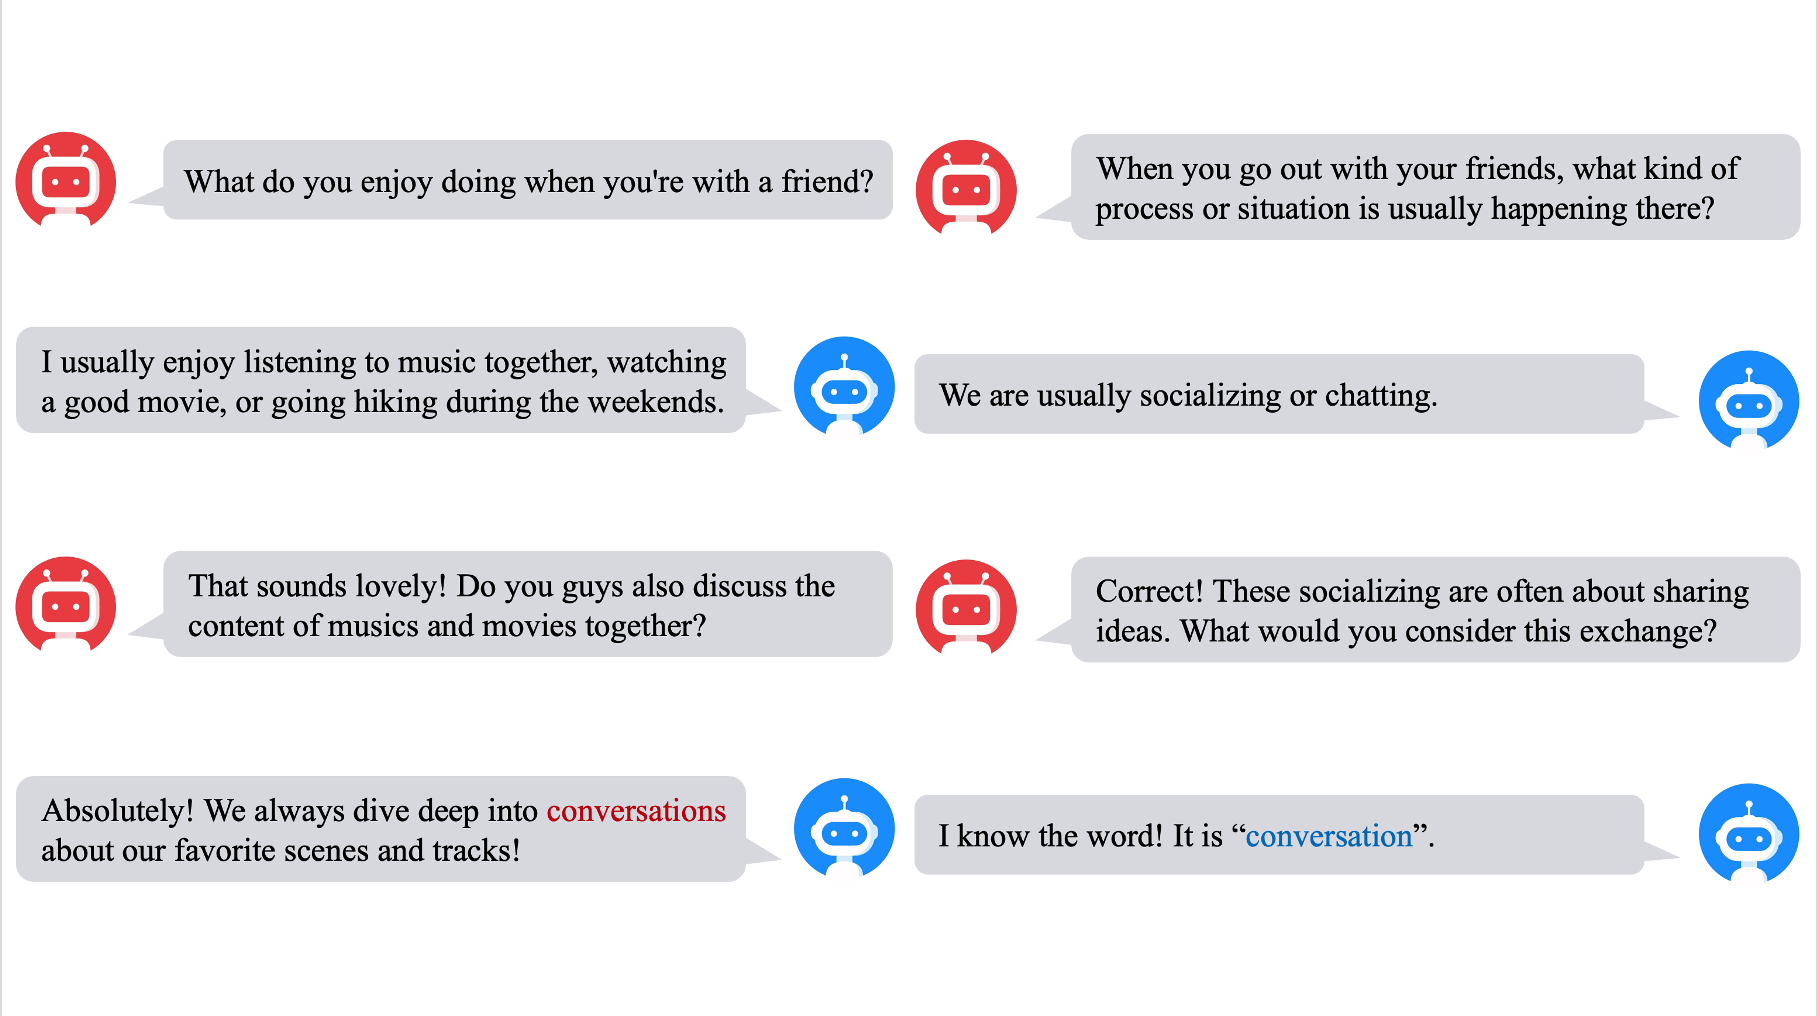 What do you enjoy doing when you're with a friend?
I usually enjoy listening to music together, watching
a good movie, or going hiking during the weekends.
That sounds lovely! Do you guys also discuss the
content of musics and movies together?
Absolutely! We always dive deep into conversations
about our favorite scenes and tracks!
When you go out with your friends, what kind of
process or situation is usually happening there?
We are usually socializing or chatting.
Correct! These socializing are often about sharing
ideas. What would you consider this exchange?
I know the word! It is “conversation”.